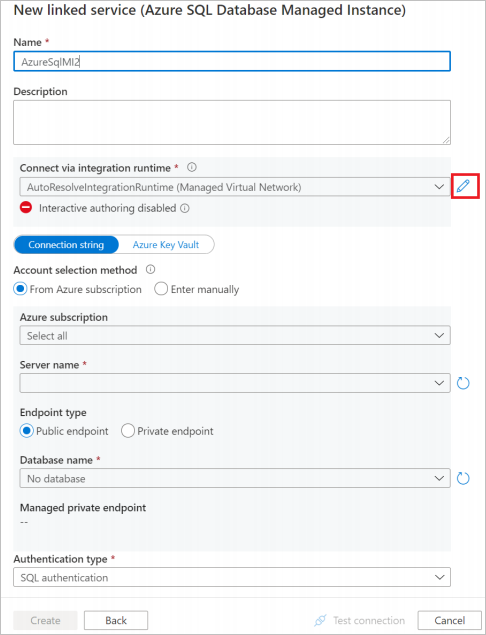 New linked service (Azure SQL Database Managed Instance)
Name *
AzureSqlMI2
Description
Connect via integration runtime *
AutoResolveIntegrationRuntime (Managed Virtual Network)
Interactive authoring disabled
Connection string Azure Key Vault
Account selection method
From Azure subscription Enter manually
Azure subscription
Select all
Server name *
Endpoint type
Public endpoint Private endpoint
Database name *
No database
Managed private endpoint
--
Authentication type *
SQL authentication
Create Back Test connection Cancel